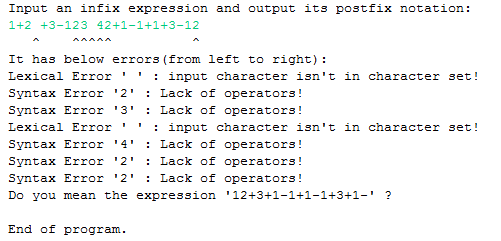 Input an infix expression and output its postfix notation:
1+2 +3-123 42+1-1+1+3-12
   ^    ^^^^^          ^
It has below errors(from left to right):
Lexical Error ' ' : input character isn't in character set!
Syntax Error '2' : Lack of operators!
Syntax Error '3' : Lack of operators!
Lexical Error ' ' : input character isn't in character set!
Syntax Error '4' : Lack of operators!
Syntax Error '2' : Lack of operators!
Syntax Error '2' : Lack of operators!
Do you mean the expression '12+3+1-1+1-1+3+1-' ?
End of program.